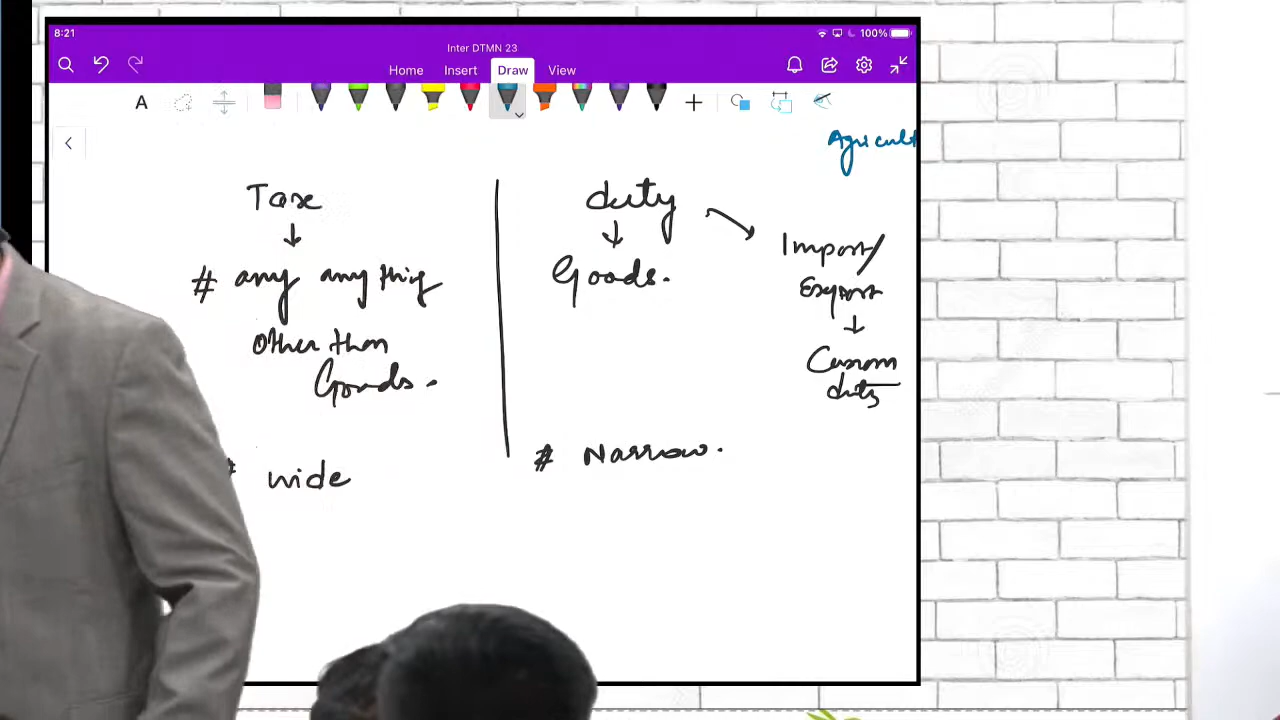 8:21
100%
Inter DTMN 23
Home Insert Draw View
A
Agricult
Tax
duty
# any any thing
other than
Goods.
Goods.
Import/
Export
Custom
duty
# wide
# Narrow.